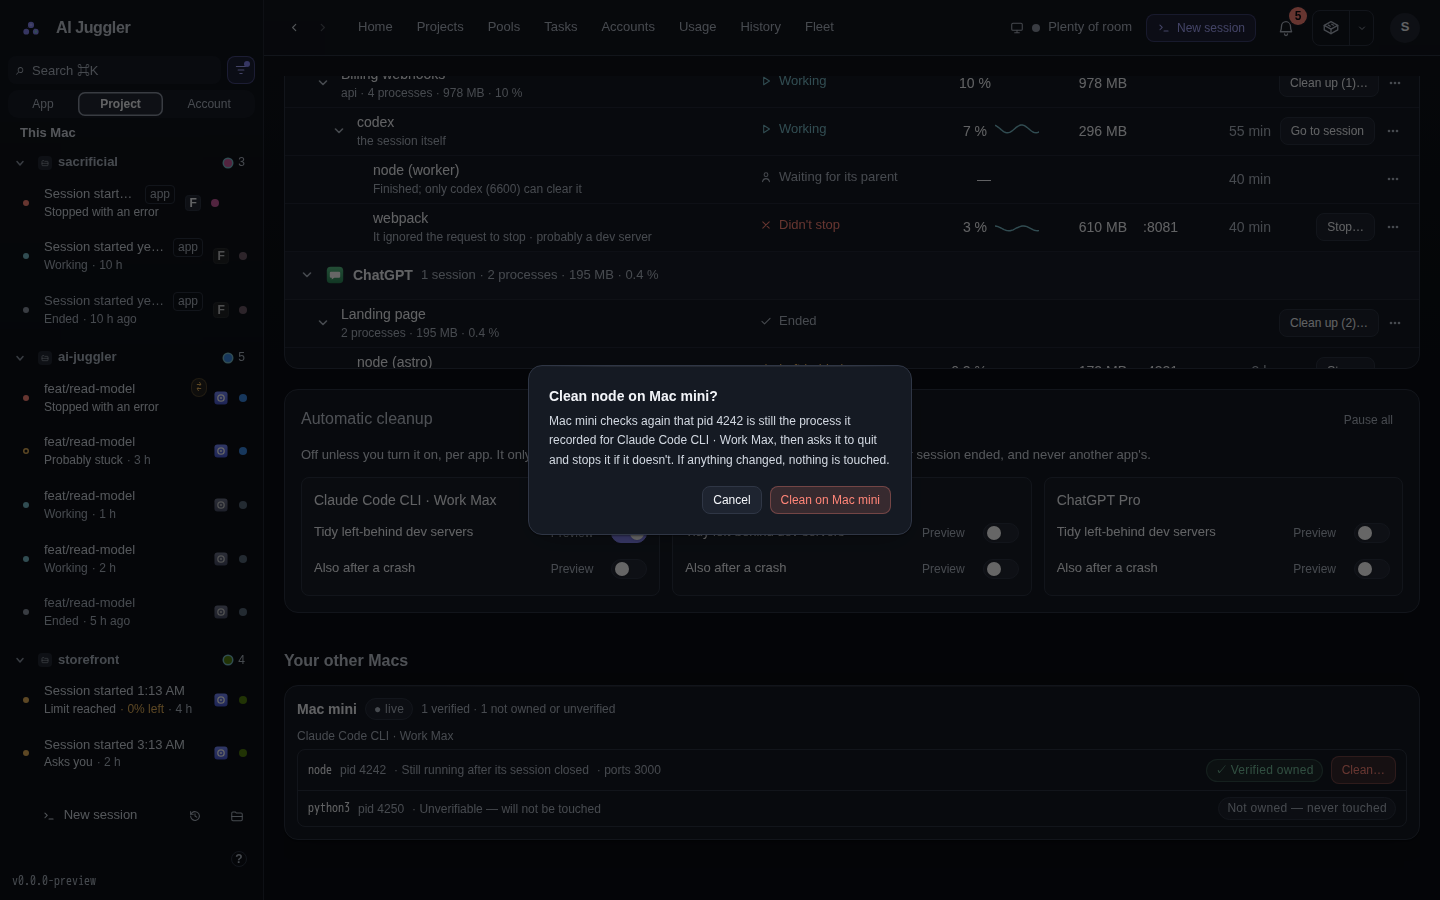 AI Juggler
Search ⌘K
App
Project
Account
This Mac
sacrificial
3
Session start…
app
Stopped with an error
F
Session started ye…
app
Working · 10 h
F
Session started ye…
app
Ended · 10 h ago
F
ai-juggler
5
feat/read-model
Stopped with an error
feat/read-model
Probably stuck · 3 h
feat/read-model
Working · 1 h
feat/read-model
Working · 2 h
feat/read-model
Ended · 5 h ago
storefront
4
Session started 1:13 AM
Limit reached · 0% left · 4 h
Session started 3:13 AM
Asks you · 2 h
New session
?
v0.0.0-preview
Home
Projects
Pools
Tasks
Accounts
Usage
History
Fleet
Plenty of room
New session
5
S
Billing webhooks
api · 4 processes · 978 MB · 10 %
Working
10 %
978 MB
Clean up (1)…
codex
the session itself
Working
7 %
296 MB
55 min
Go to session
node (worker)
Finished; only codex (6600) can clear it
Waiting for its parent
—
40 min
webpack
It ignored the request to stop · probably a dev server
Didn't stop
3 %
610 MB
:8081
40 min
Stop…
ChatGPT
1 session · 2 processes · 195 MB · 0.4 %
Landing page
2 processes · 195 MB · 0.4 %
Ended
Clean up (2)…
node (astro)
Clean node on Mac mini?
Mac mini checks again that pid 4242 is still the process it
recorded for Claude Code CLI · Work Max, then asks it to quit
and stops it if it doesn't. If anything changed, nothing is touched.
Cancel
Clean on Mac mini
Automatic cleanup
Pause all
Off unless you turn it on, per app. It only
session ended, and never another app's.
Claude Code CLI · Work Max
Tidy left-behind dev servers
Also after a crash
Preview
Also after a crash
Preview
Preview
ChatGPT Pro
Tidy left-behind dev servers
Preview
Also after a crash
Preview
Your other Macs
Mac mini
live
1 verified · 1 not owned or unverified
Claude Code CLI · Work Max
node pid 4242 · Still running after its session closed · ports 3000
✓ Verified owned
Clean…
python3 pid 4250 · Unverifiable — will not be touched
Not owned — never touched